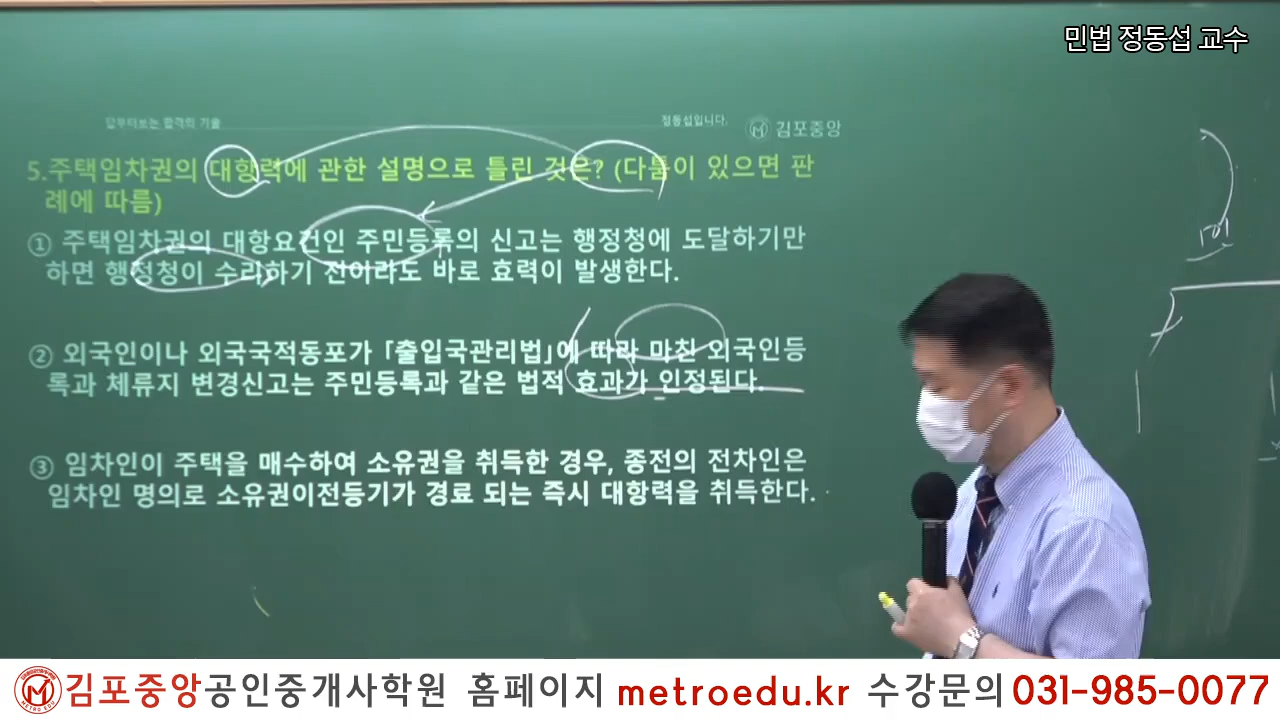 민법 정동섭 교수
답부터보는 합격의 기술
정동섭입니다.
김포중앙
5.주택임차권의 대항력에 관한 설명으로 틀린 것은? (다툼이 있으면 판
례에 따름)
① 주택임차권의 대항요건인 주민등록의 신고는 행정청에 도달하기만
하면 행정청이 수리하기 전이라도 바로 효력이 발생한다.
② 외국인이나 외국국적동포가 「출입국관리법」에 따라 마친 외국인등
록과 체류지 변경신고는 주민등록과 같은 법적 효과가 인정된다.
③ 임차인이 주택을 매수하여 소유권을 취득한 경우, 종전의 전차인은
임차인 명의로 소유권이전등기가 경료 되는 즉시 대항력을 취득한다.
METRO EDU
김포중앙공인중개사학원 홈페이지 metroedu.kr 수강문의 031-985-0077